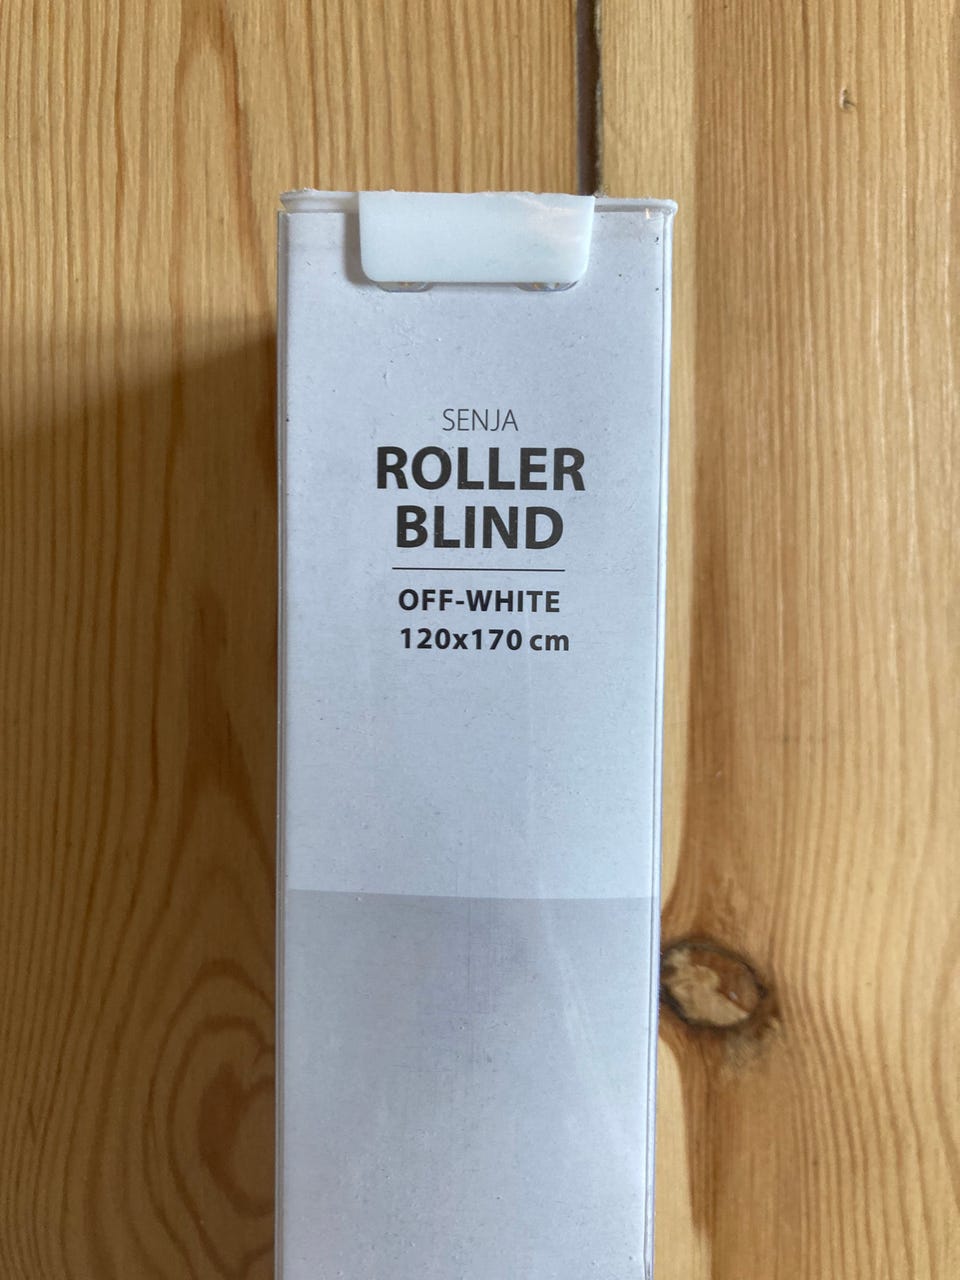 SENJA
ROLLER
BLIND
OFF-WHITE
120x170 cm